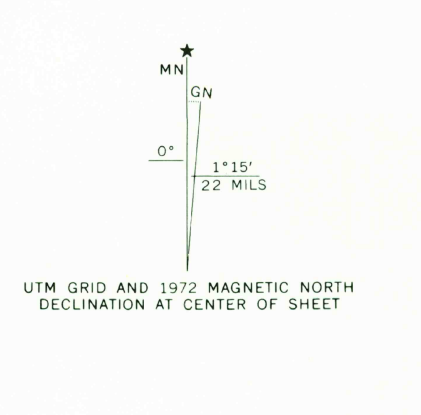 ★
MN
GN
0°
1°15′
22 MILS
UTM GRID AND 1972 MAGNETIC NORTH
DECLINATION AT CENTER OF SHEET